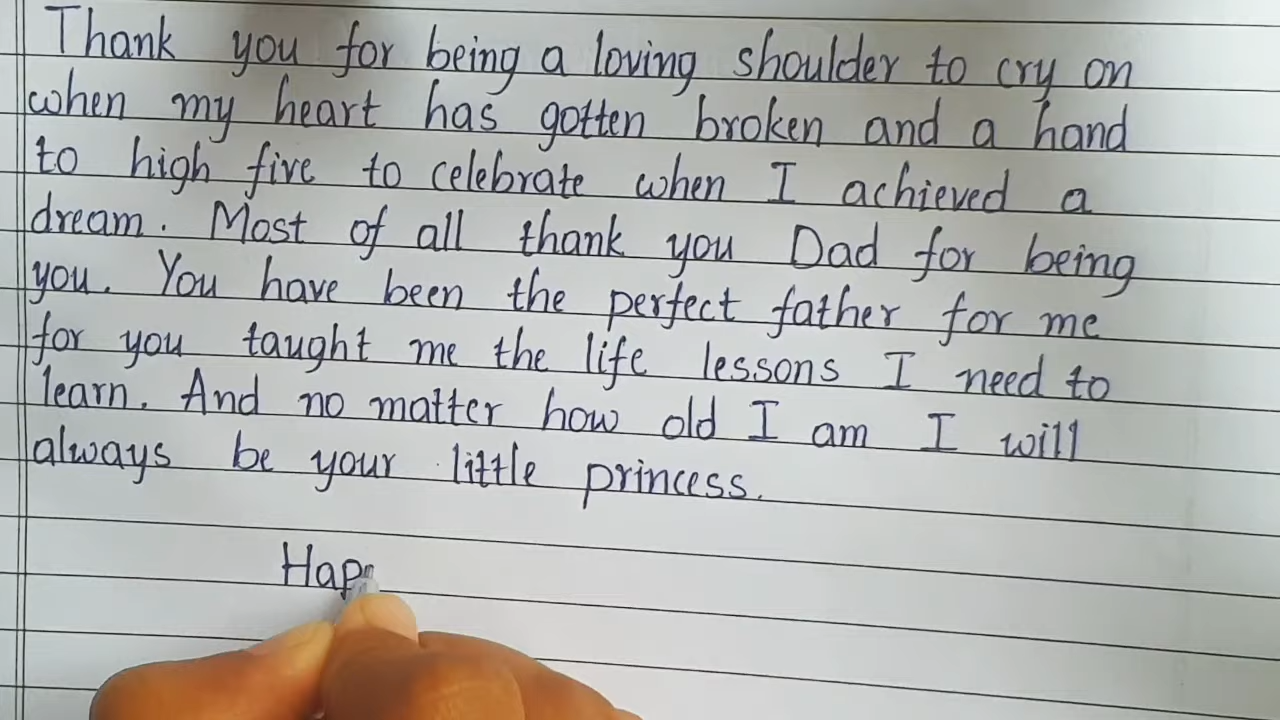 Thank you for being a loving shoulder to cry on
when my heart has gotten broken and a hand
to high five to celebrate when I achieved a
dream. Most of all thank you Dad for being
you. You have been the perfect father for me
for you taught me the life lessons I need to
learn. And no matter how old I am I will
always be your little princess.
Hap